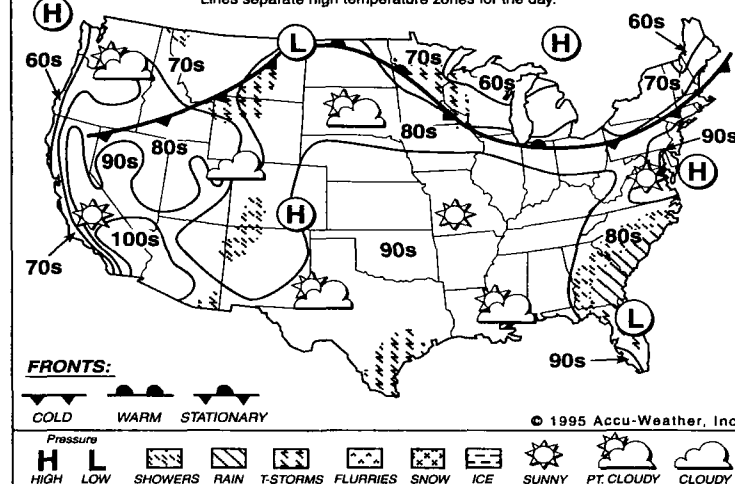 Lines separate high temperature zones for the day.
H
L
H
60s
60s
70s
70s
60s
70s
80s
80s
90s
90s
H
H
100s
80s
90s
70s
L
90s
FRONTS:
COLD WARM STATIONARY
© 1995 Accu-Weather, Inc
Pressure
H L
HIGH LOW SHOWERS RAIN T-STORMS FLURRIES SNOW ICE SUNNY PT. CLOUDY CLOUDY